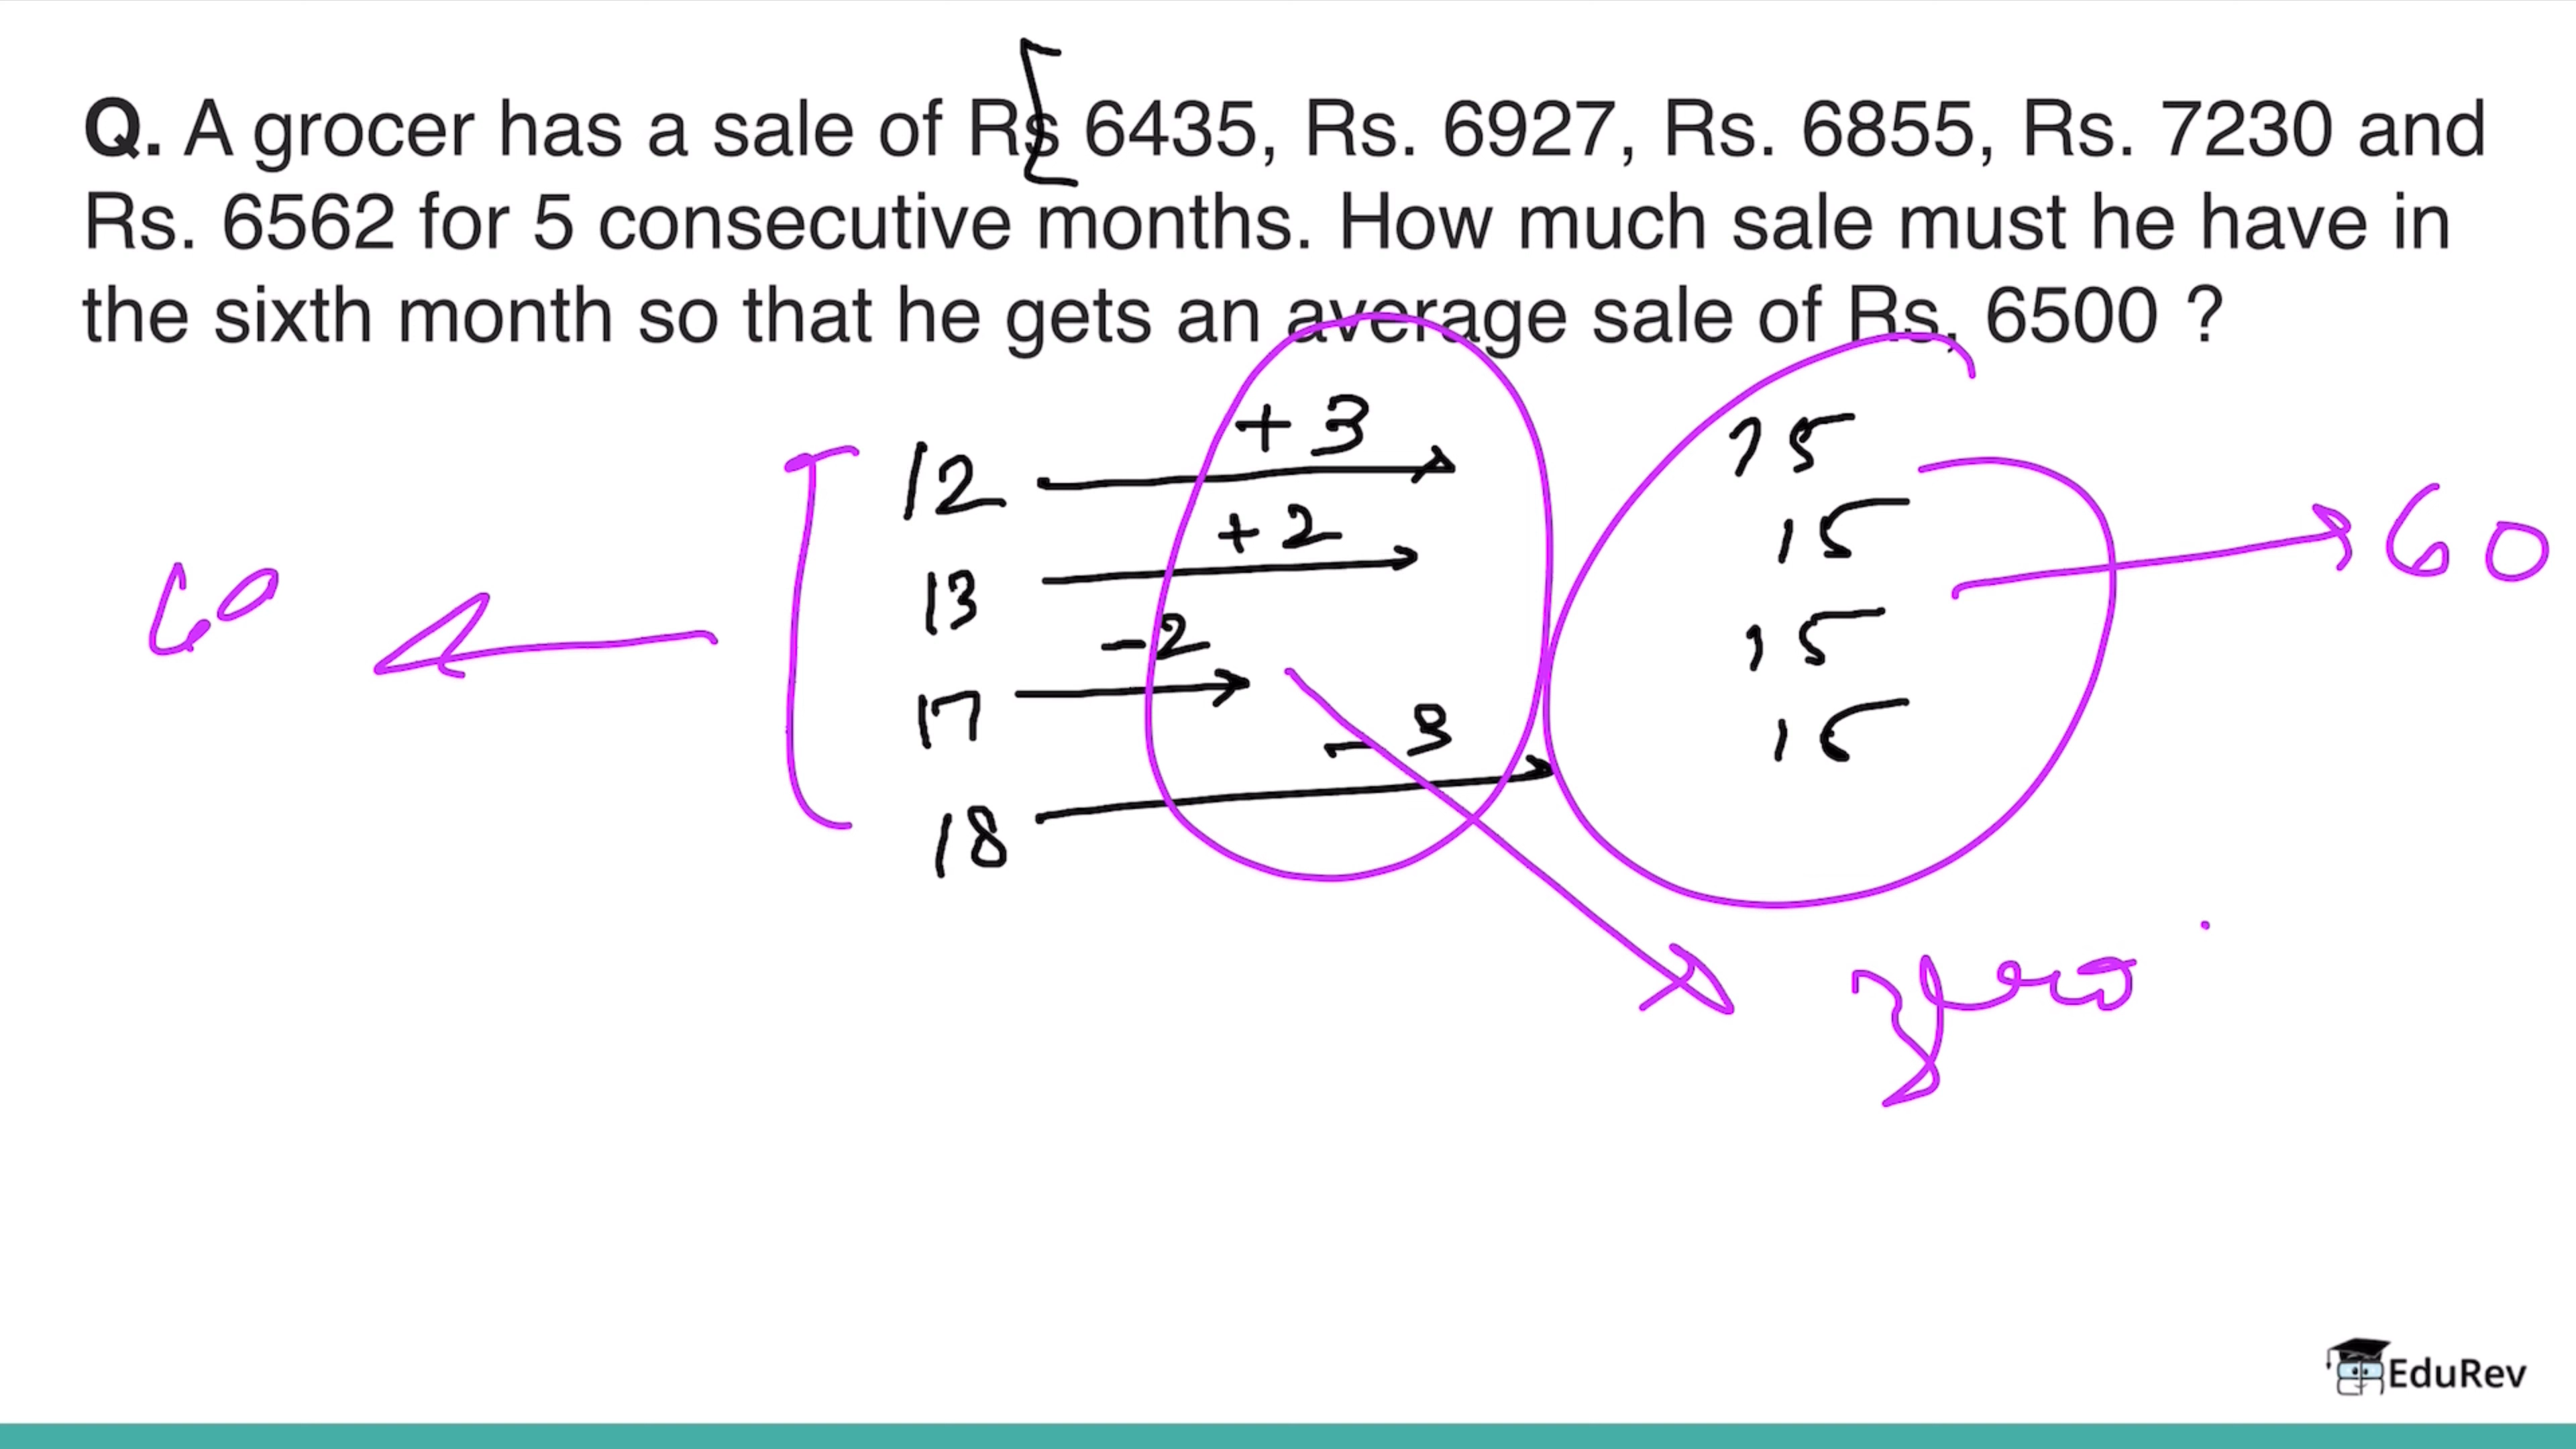 Q. A grocer has a sale of Rs 6435, Rs. 6927, Rs. 6855, Rs. 7230 and
Rs. 6562 for 5 consecutive months. How much sale must he have in
the sixth month so that he gets an average sale of Rs. 6500 ?
12 +3 15
13 +2 15
17 -2 15
18 -3 15
60
60
zero
EduRev